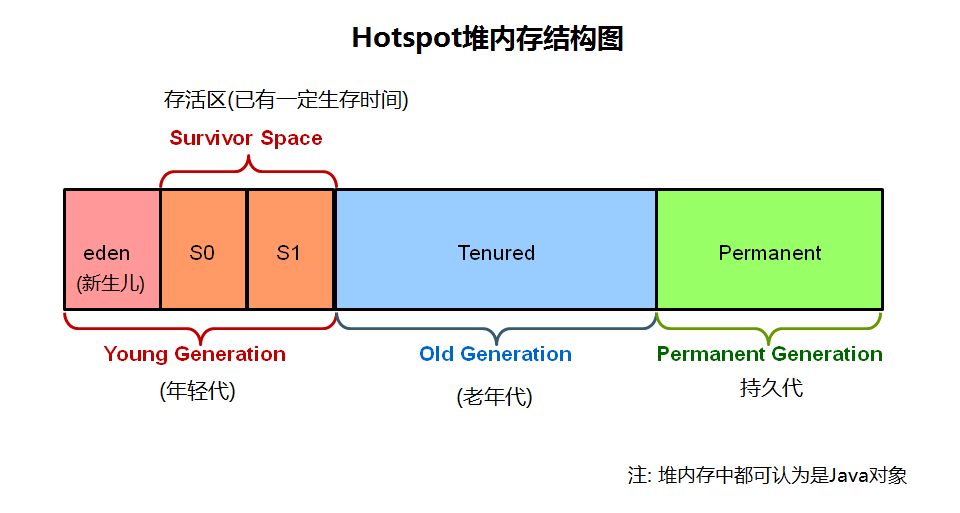 Hotspot堆内存结构图
存活区(已有一定生存时间)
Survivor Space
eden
(新生儿)
S0
S1
Tenured
Permanent
Young Generation
(年轻代)
Old Generation
(老年代)
Permanent Generation
持久代
注: 堆内存中都可认为是Java对象